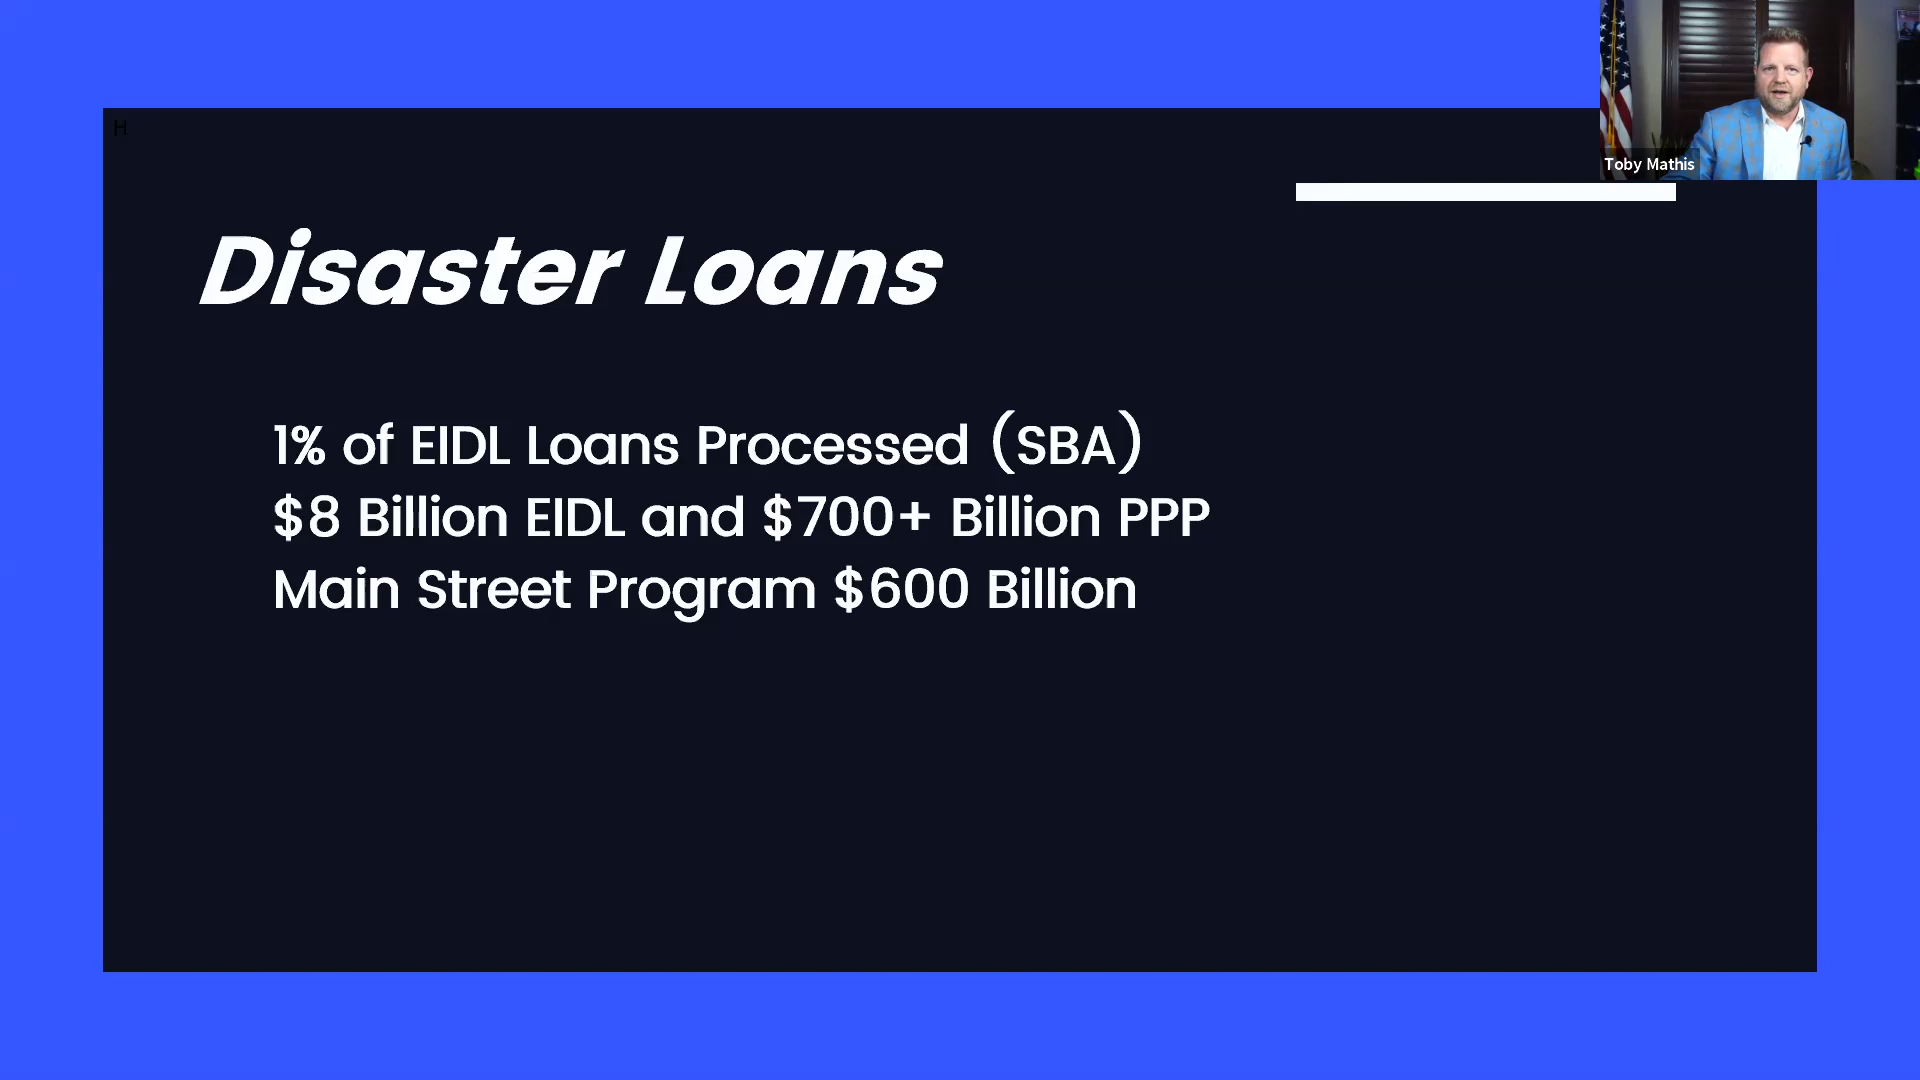 Toby Mathis
H
Disaster Loans
1% of EIDL Loans Processed (SBA)
$8 Billion EIDL and $700+ Billion PPP
Main Street Program $600 Billion